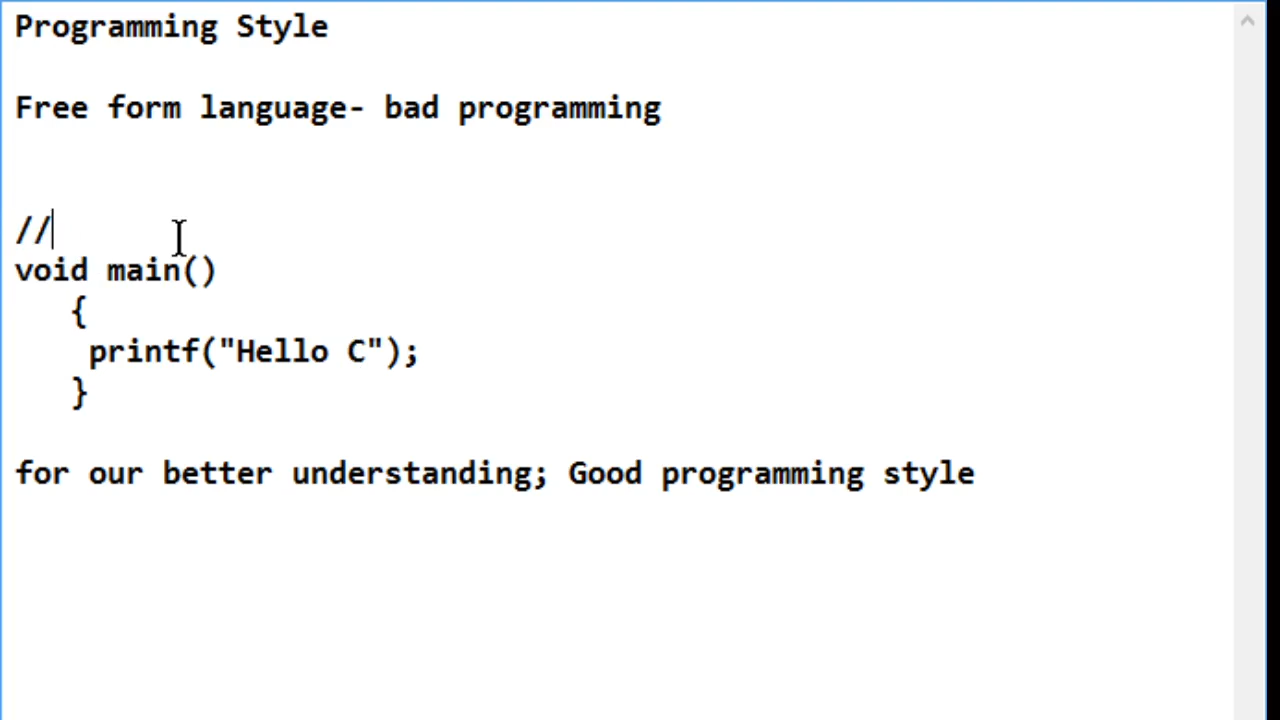 Programming Style
Free form language- bad programming
//
void main()
{
printf("Hello C");
}
for our better understanding; Good programming style